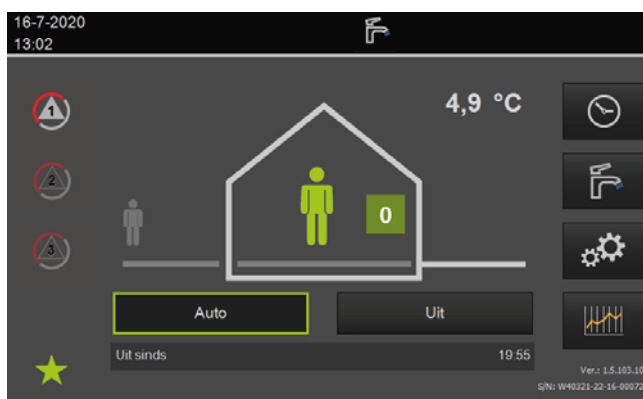 16-7-2020
13:02
1
4,9 °C
2
0
3
Auto
Uit
Uit sinds
19:55
Ver.: 1.5.103.10
S/N: W40321-22-16-00072